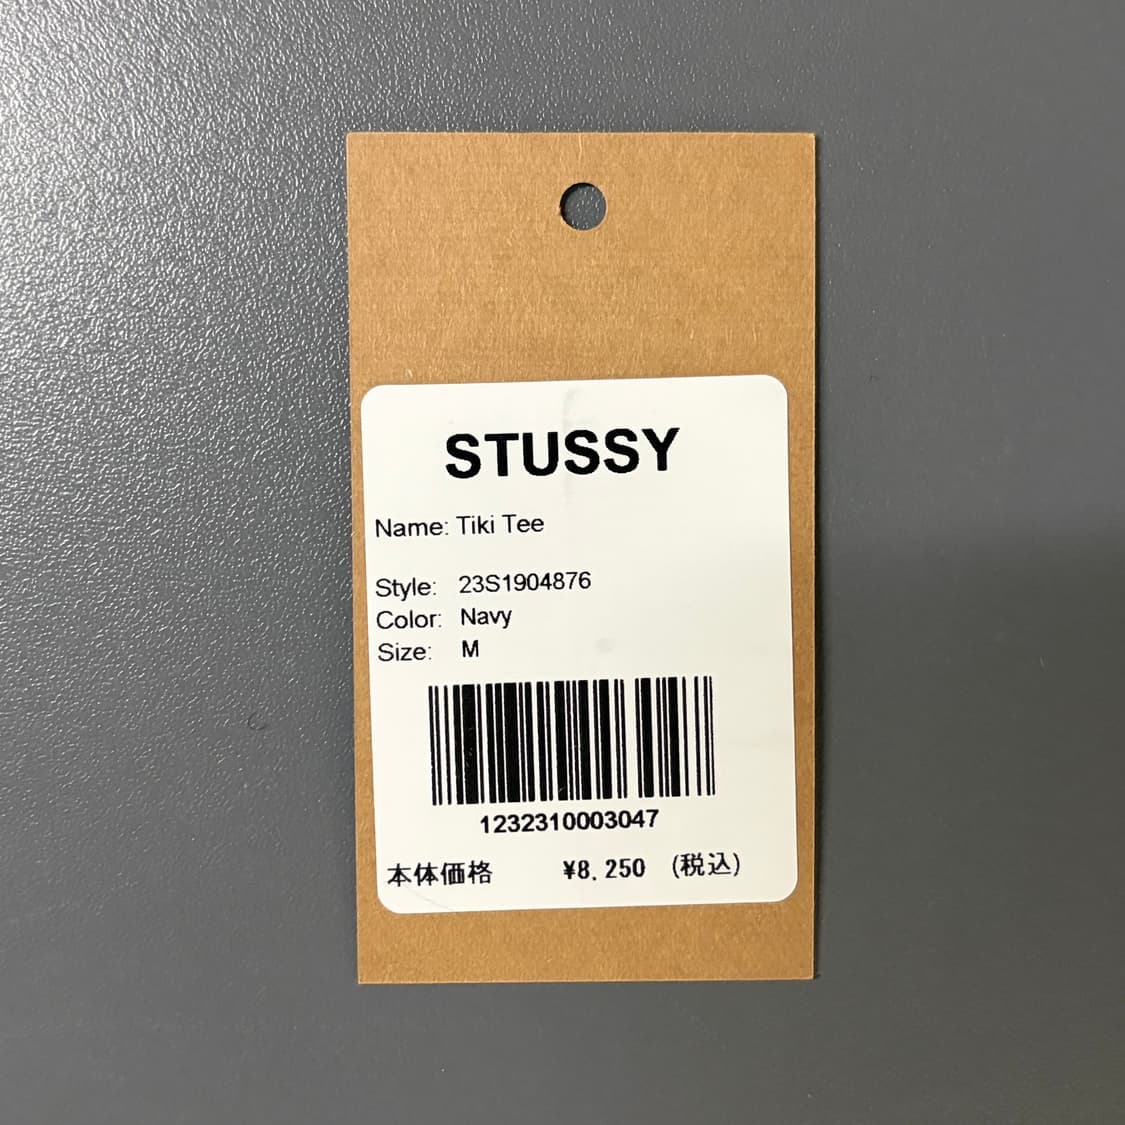 STUSSY
Name: Tiki Tee
Style: 23S1904876
Color: Navy
Size: M
1232310003047
本体価格 ¥8,250 (税込)